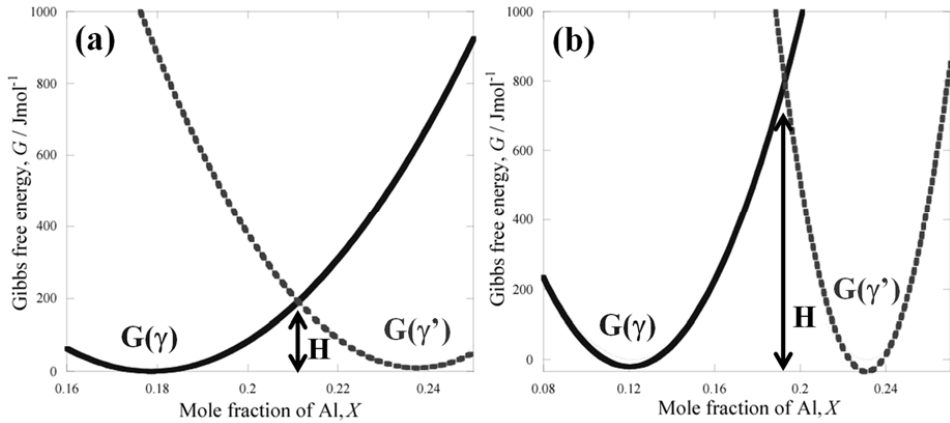 (a)
Gibbs free energy, G / Jmol⁻¹
1000
800
600
400
200
0
G(γ)
H
G(γ')
0.16
0.18
0.2
0.22
0.24
Mole fraction of Al, X
(b)
Gibbs free energy, G / Jmol⁻¹
1000
800
600
400
200
0
G(γ)
H
G(γ')
0.08
0.12
0.16
0.2
0.24
Mole fraction of Al, X